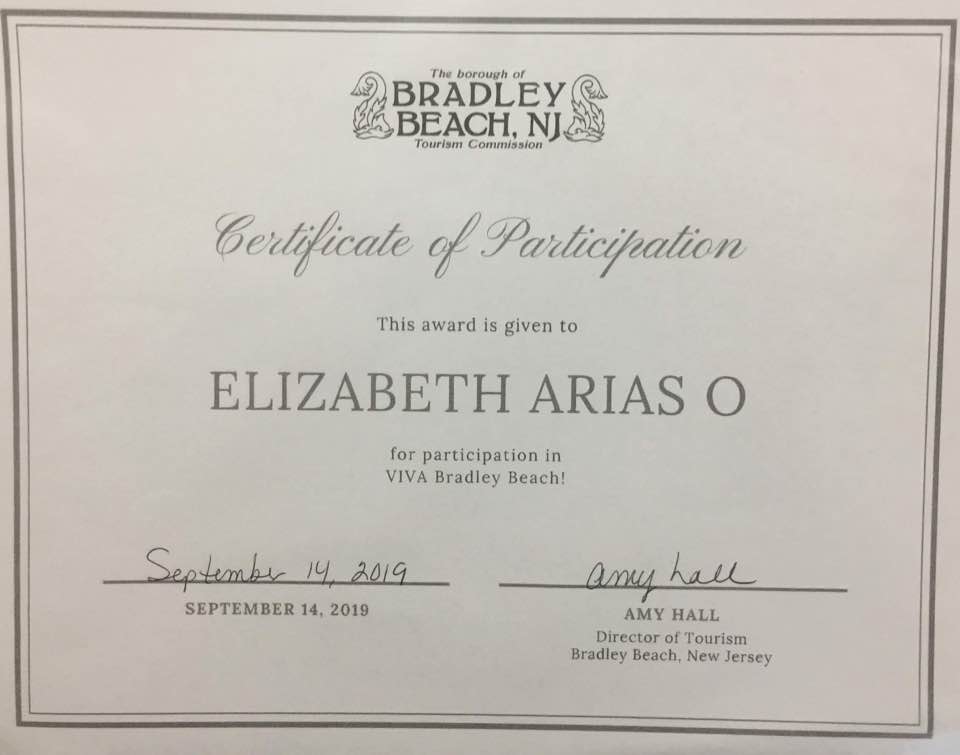 The borough of
BRADLEY
BEACH, NJ
Tourism Commission
Certificate of Participation
This award is given to
ELIZABETH ARIAS O
for participation in
VIVA Bradley Beach!
September 14, 2019
SEPTEMBER 14, 2019
Amy Hall
AMY HALL
Director of Tourism
Bradley Beach, New Jersey